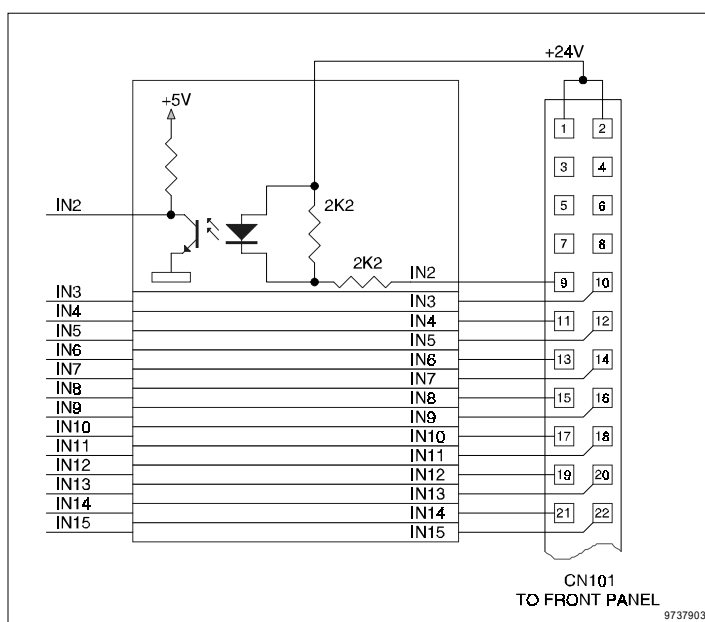 +24V
+5V
1 2
3 4
5 6
7 8
9 10
11 12
13 14
15 16
17 18
19 20
21 22
IN2
2K2
2K2
IN2
IN3 IN3
IN4 IN4
IN5 IN5
IN6 IN6
IN7 IN7
IN8 IN8
IN9 IN9
IN10 IN10
IN11 IN11
IN12 IN12
IN13 IN13
IN14 IN14
IN15 IN15
CN101
TO FRONT PANEL
9737903